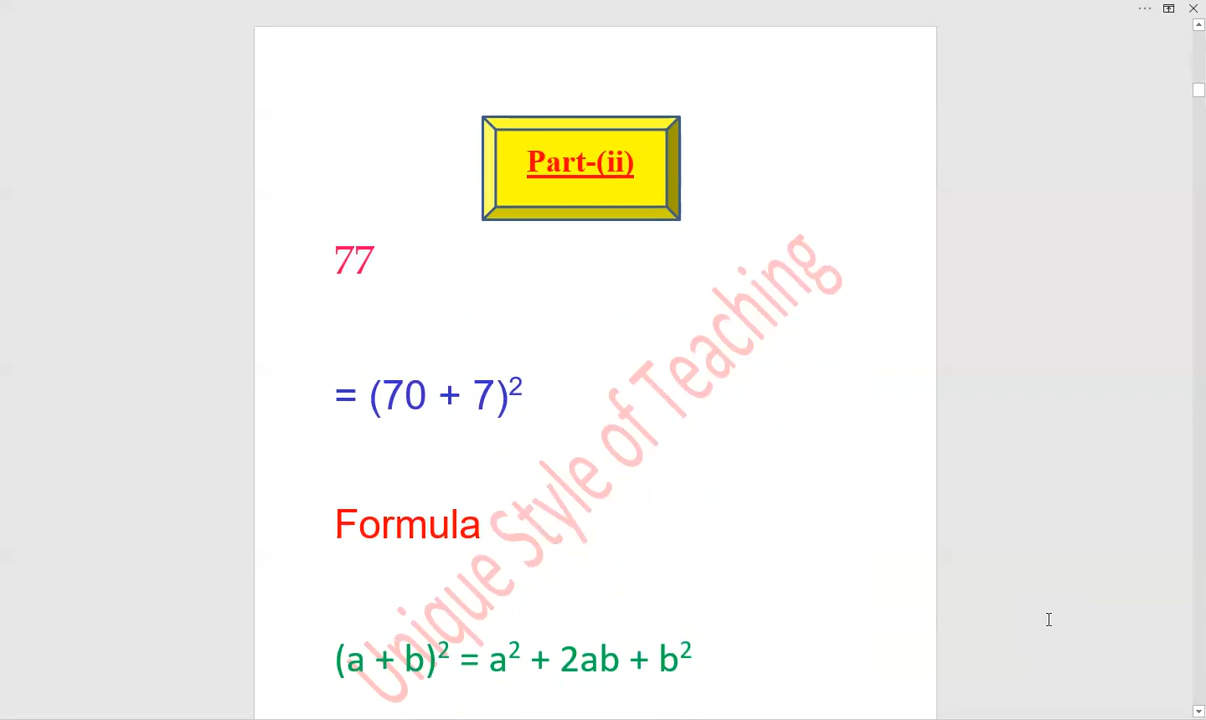 Part-(ii)
77
= (70 + 7)²
Formula
(a + b)² = a² + 2ab + b²
Unique Style of Teaching